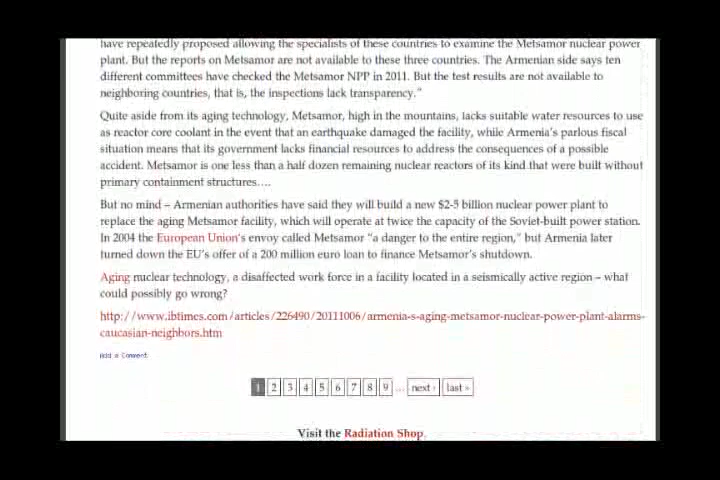 have repeatedly proposed allowing the specialists of these countries to examine the Metsamor nuclear power
plant. But the reports on Metsamor are not available to these three countries. The Armenian side says ten
different committees have checked the Metsamor NPP in 2011. But the test results are not available to
neighboring countries, that is, the inspections lack transparency."
Quite aside from its aging technology, Metsamor, high in the mountains, lacks suitable water resources to use
as reactor core coolant in the event that an earthquake damaged the facility, while Armenia's parlous fiscal
situation means that its government lacks financial resources to address the consequences of a possible
accident. Metsamor is one less than a half dozen remaining nuclear reactors of its kind that were built without
primary containment structures....
But no mind – Armenian authorities have said they will build a new $2-5 billion nuclear power plant to
replace the aging Metsamor facility, which will operate at twice the capacity of the Soviet-built power station.
In 2004 the European Union's envoy called Metsamor "a danger to the entire region," but Armenia later
turned down the EU's offer of a 200 million euro loan to finance Metsamor's shutdown.
Aging nuclear technology, a disaffected work force in a facility located in a seismically active region – what
could possibly go wrong?
http://www.ibtimes.com/articles/226490/20111006/armenia-s-aging-metsamor-nuclear-power-plant-alarms-
caucasian-neighbors.htm
Add a Comment
1 2 3 4 5 6 7 8 9 ... next › last »
Visit the Radiation Shop.